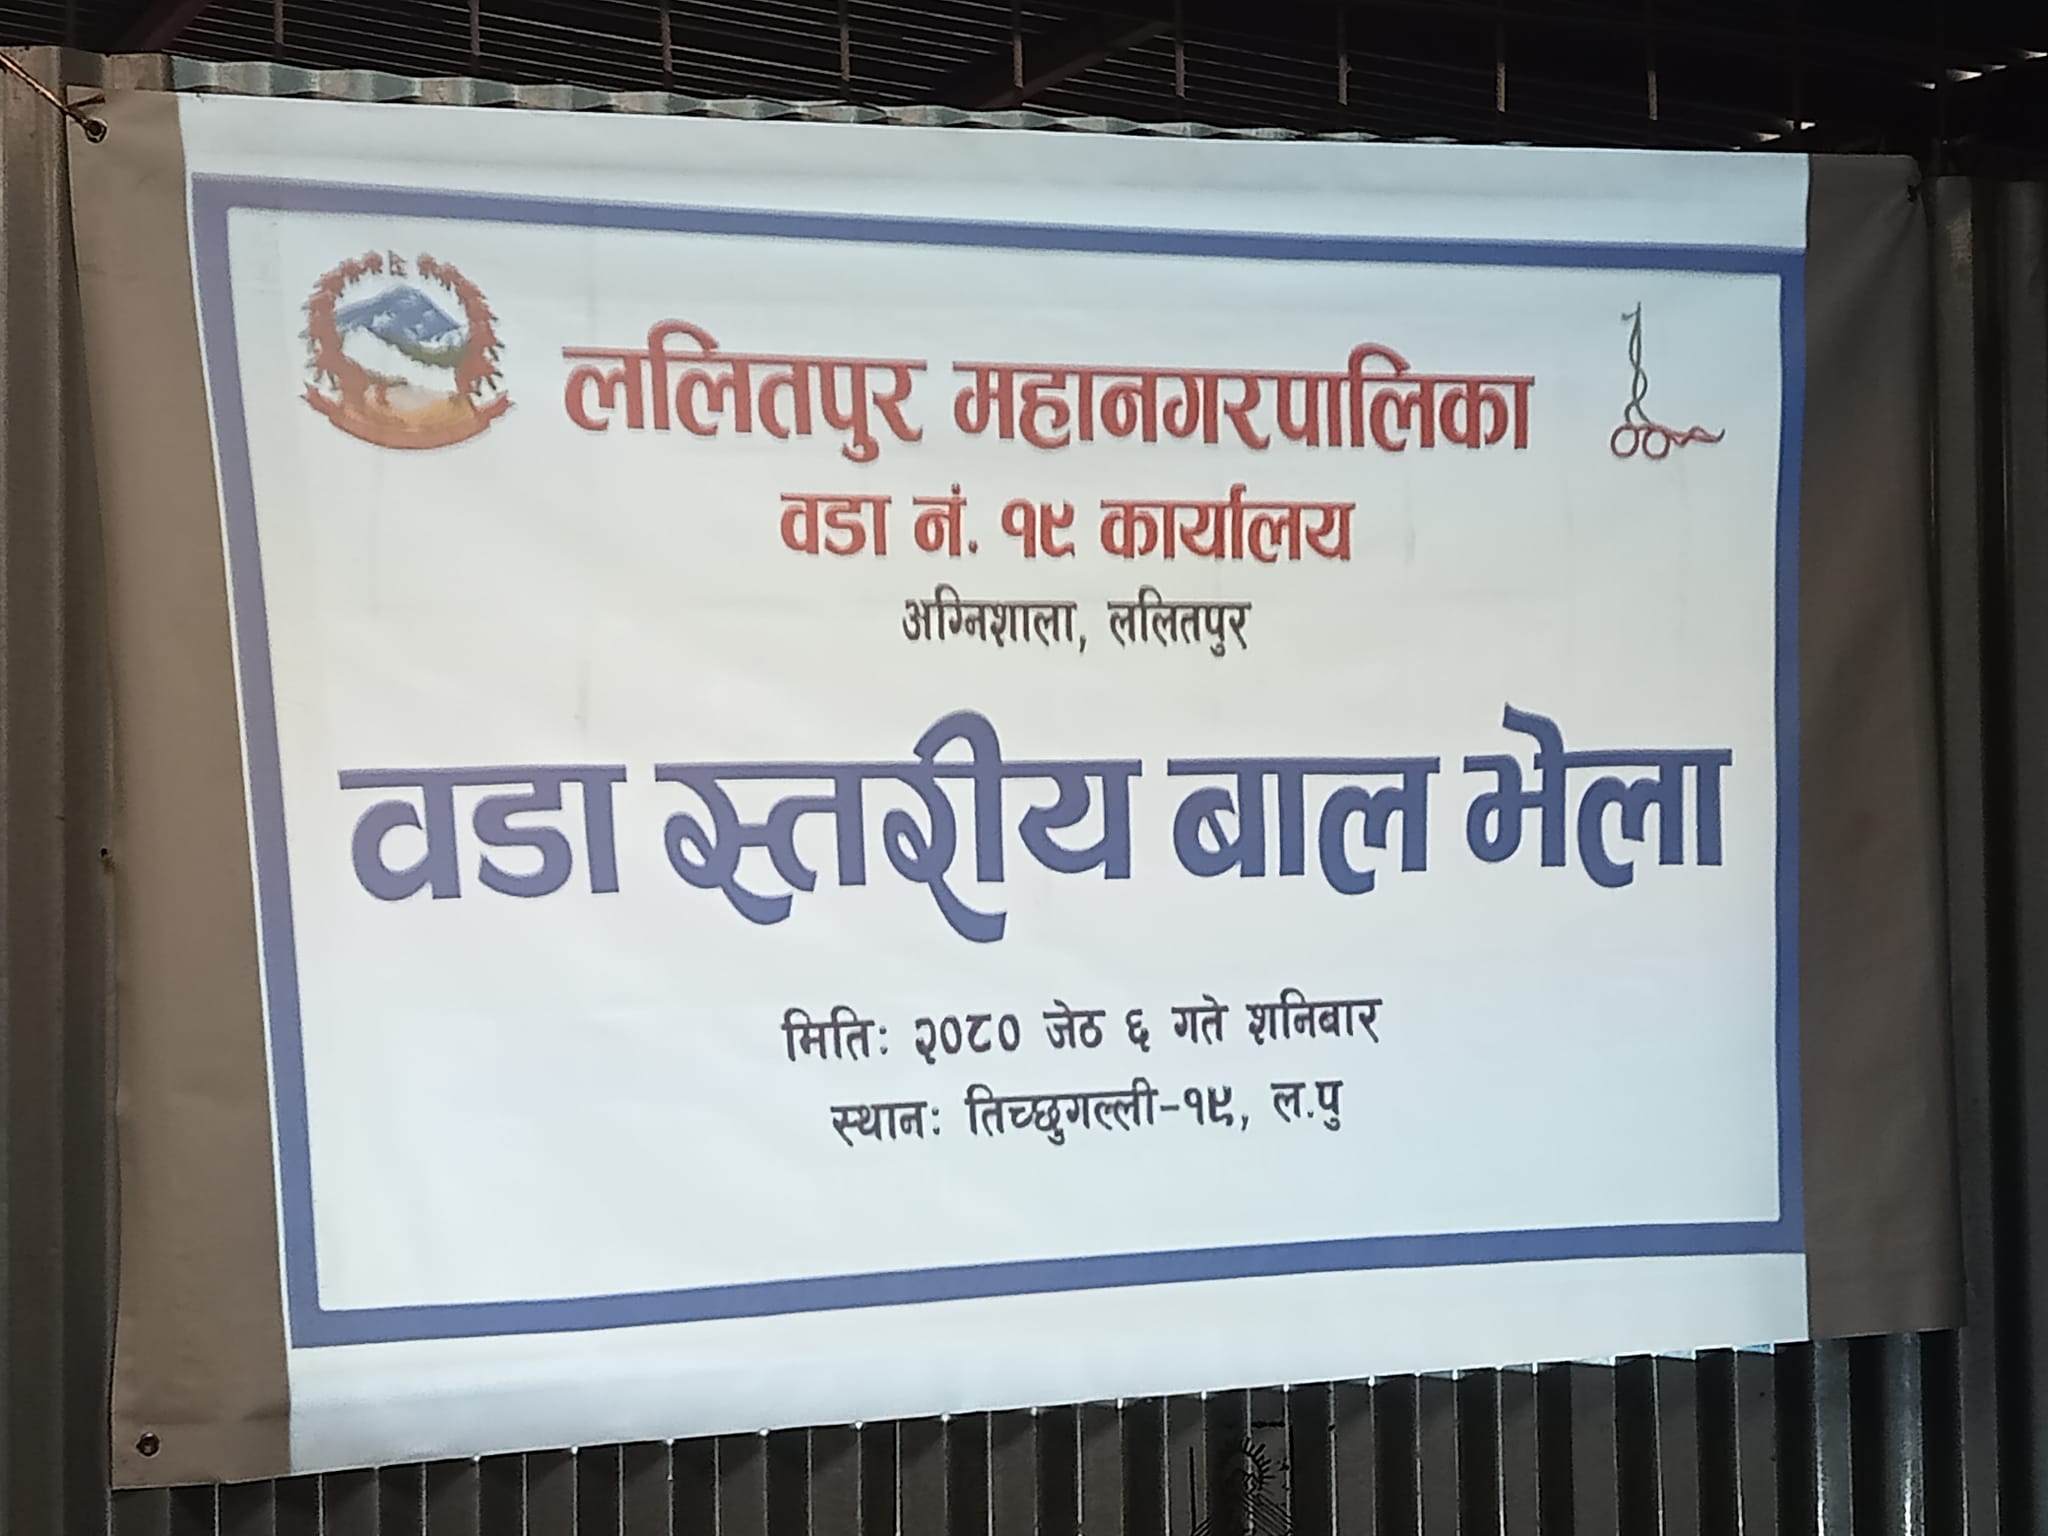 ललितपुर महानगरपालिका
वडा नं. १९ कार्यालय
अग्निशाला, ललितपुर
वडा स्तरीय बाल भेला
मितिः २०८० जेठ ६ गते शनिबार
स्थानः तिच्छुगल्ली-१९, ल.पु